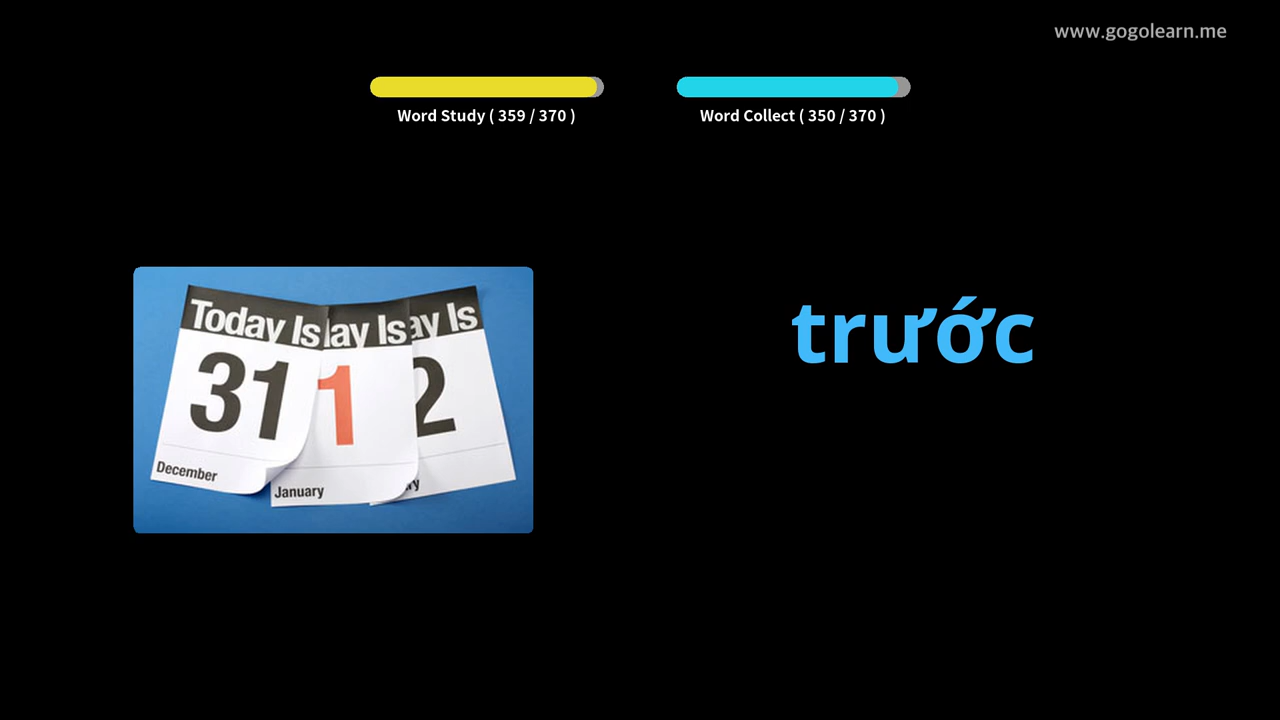 www.gogolearn.me
Word Study ( 359 / 370 )
Word Collect ( 350 / 370 )
Today Is
31
December
ay Is
1
January
ay Is
2
ry
trước